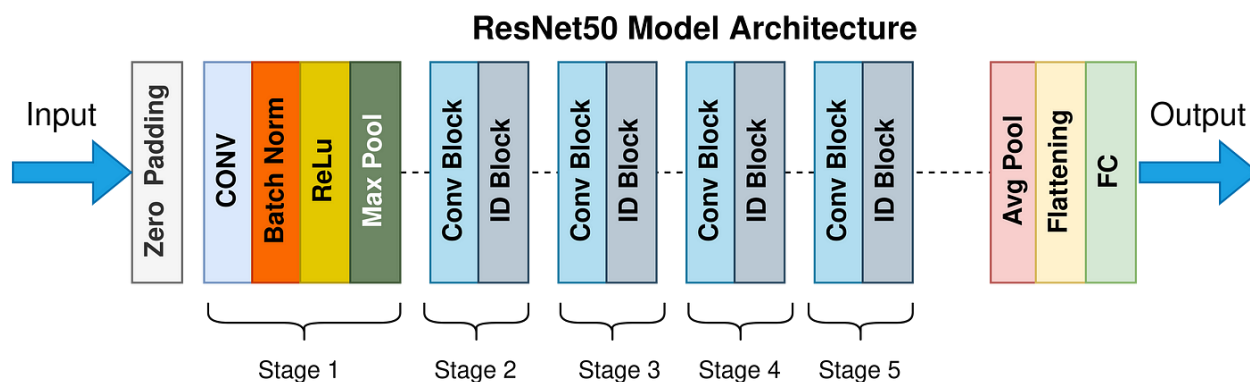 ResNet50 Model Architecture
Input
Zero Padding
CONV
Batch Norm
ReLu
Max Pool
Conv Block
ID Block
Conv Block
ID Block
Conv Block
ID Block
Conv Block
ID Block
Avg Pool
Flattening
FC
Output
Stage 1
Stage 2
Stage 3
Stage 4
Stage 5